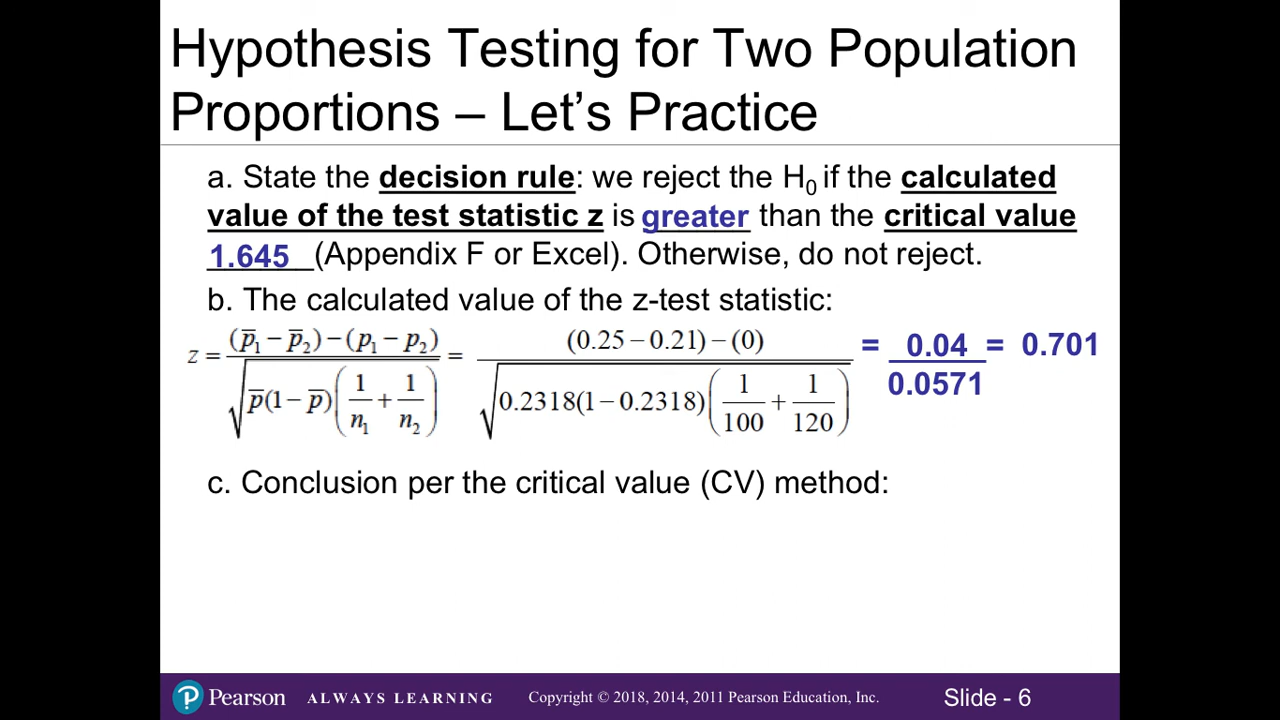 Hypothesis Testing for Two Population
Proportions – Let's Practice
a. State the decision rule: we reject the H₀ if the calculated
value of the test statistic z is greater than the critical value
1.645 (Appendix F or Excel). Otherwise, do not reject.
b. The calculated value of the z-test statistic:
z = ((p̅₁ − p̅₂) − (p₁ − p₂)) / √(p̅(1 − p̅)(1/n₁ + 1/n₂)) = ((0.25 − 0.21) − (0)) / √(0.2318(1 − 0.2318)(1/100 + 1/120)) = 0.04 / 0.0571 = 0.701
c. Conclusion per the critical value (CV) method:
P Pearson ALWAYS LEARNING Copyright © 2018, 2014, 2011 Pearson Education, Inc. Slide - 6